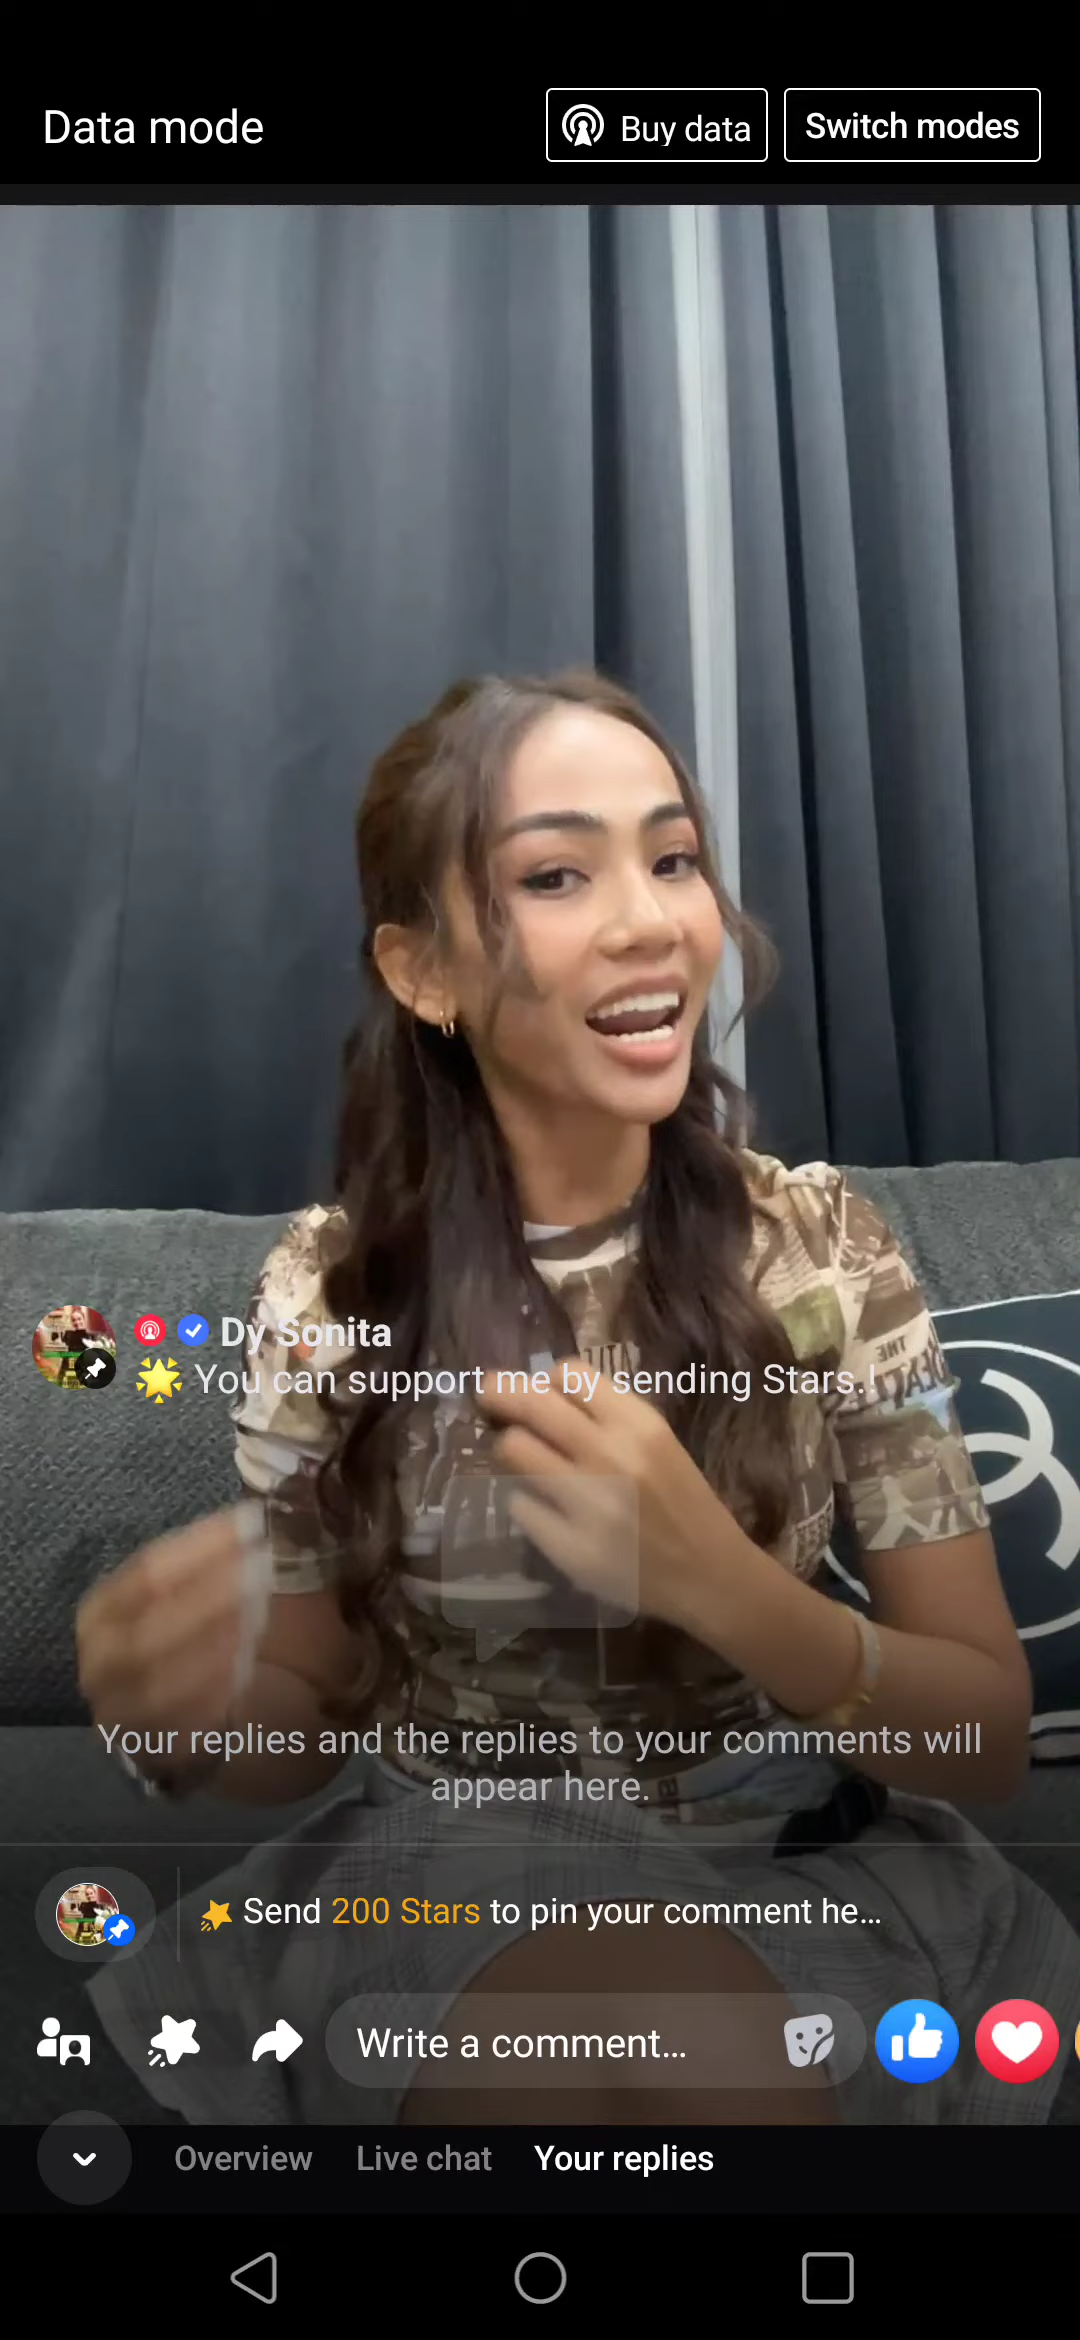 Data mode
Buy data
Switch modes
Dy Sonita
🌟 You can support me by sending Stars.!
Your replies and the replies to your comments will
appear here.
Send 200 Stars to pin your comment he...
Write a comment...
Overview
Live chat
Your replies